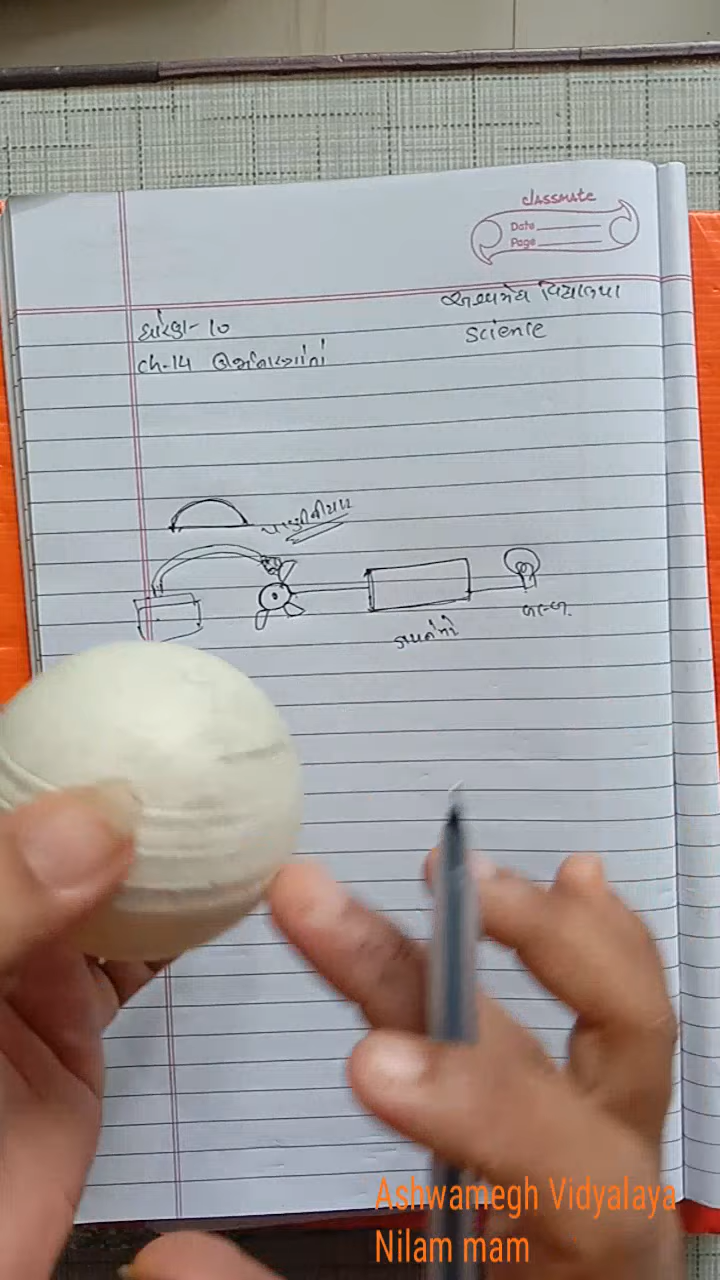 classmate
Date
Page
અશ્વમેઘ વિદ્યાલય
ધોરણ-10
science
ch-14 ઊર્જાના સ્ત્રોતો
ડાયનેમો
બલ્બ.
Ashwamegh Vidyalaya
Nilam mam